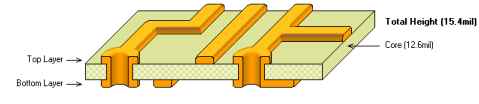 Total Height (15.4mil)
Core (12.6mil)
Top Layer
Bottom Layer